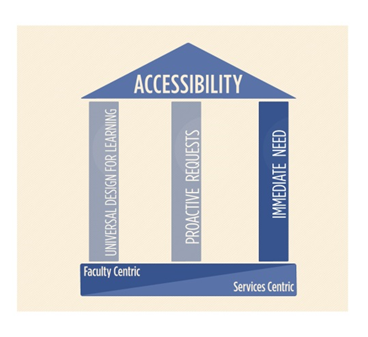 ACCESSIBILITY
UNIVERSAL DESIGN FOR LEARNING
PROACTIVE REQUESTS
IMMEDIATE NEED
Faculty Centric
Services Centric